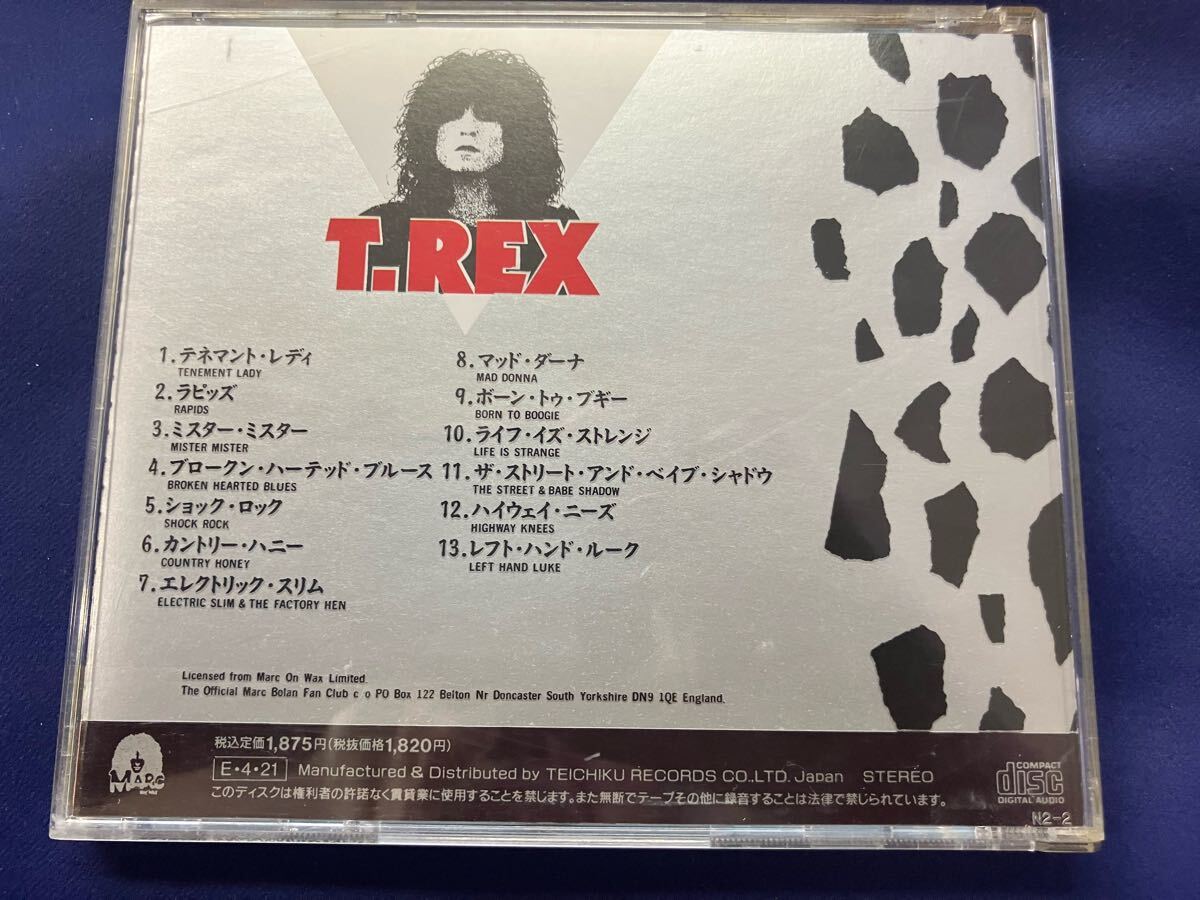 T.REX
1.テネマント・レディ
TENEMENT LADY
2.ラピッズ
RAPIDS
3.ミスター・ミスター
MISTER MISTER
4.ブロークン・ハーテッド・ブルース
BROKEN HEARTED BLUES
5.ショック・ロック
SHOCK ROCK
6.カントリー・ハニー
COUNTRY HONEY
7.エレクトリック・スリム
ELECTRIC SLIM & THE FACTORY HEN
8.マッド・ダーナ
MAD DONNA
9.ボーン・トゥ・ブギー
BORN TO BOOGIE
10.ライフ・イズ・ストレンジ
LIFE IS STRANGE
11.ザ・ストリート・アンド・ベイブ・シャドウ
THE STREET & BABE SHADOW
12.ハイウェイ・ニーズ
HIGHWAY KNEES
13.レフト・ハンド・ルーク
LEFT HAND LUKE
Licensed from Marc On Wax Limited.
The Official Marc Bolan Fan Club c o PO Box 122 Belton Nr Doncaster South Yorkshire DN9 1QE England.
MARC
税込定価1,875円(税抜価格1,820円)
E・4・21 Manufactured & Distributed by TEICHIKU RECORDS CO.,LTD. Japan STEREO
このディスクは権利者の許諾なく賃貸業に使用することを禁じます。また無断でテープその他に録音することは法律で禁じられています。
COMPACT
disc
DIGITAL AUDIO
N2-2